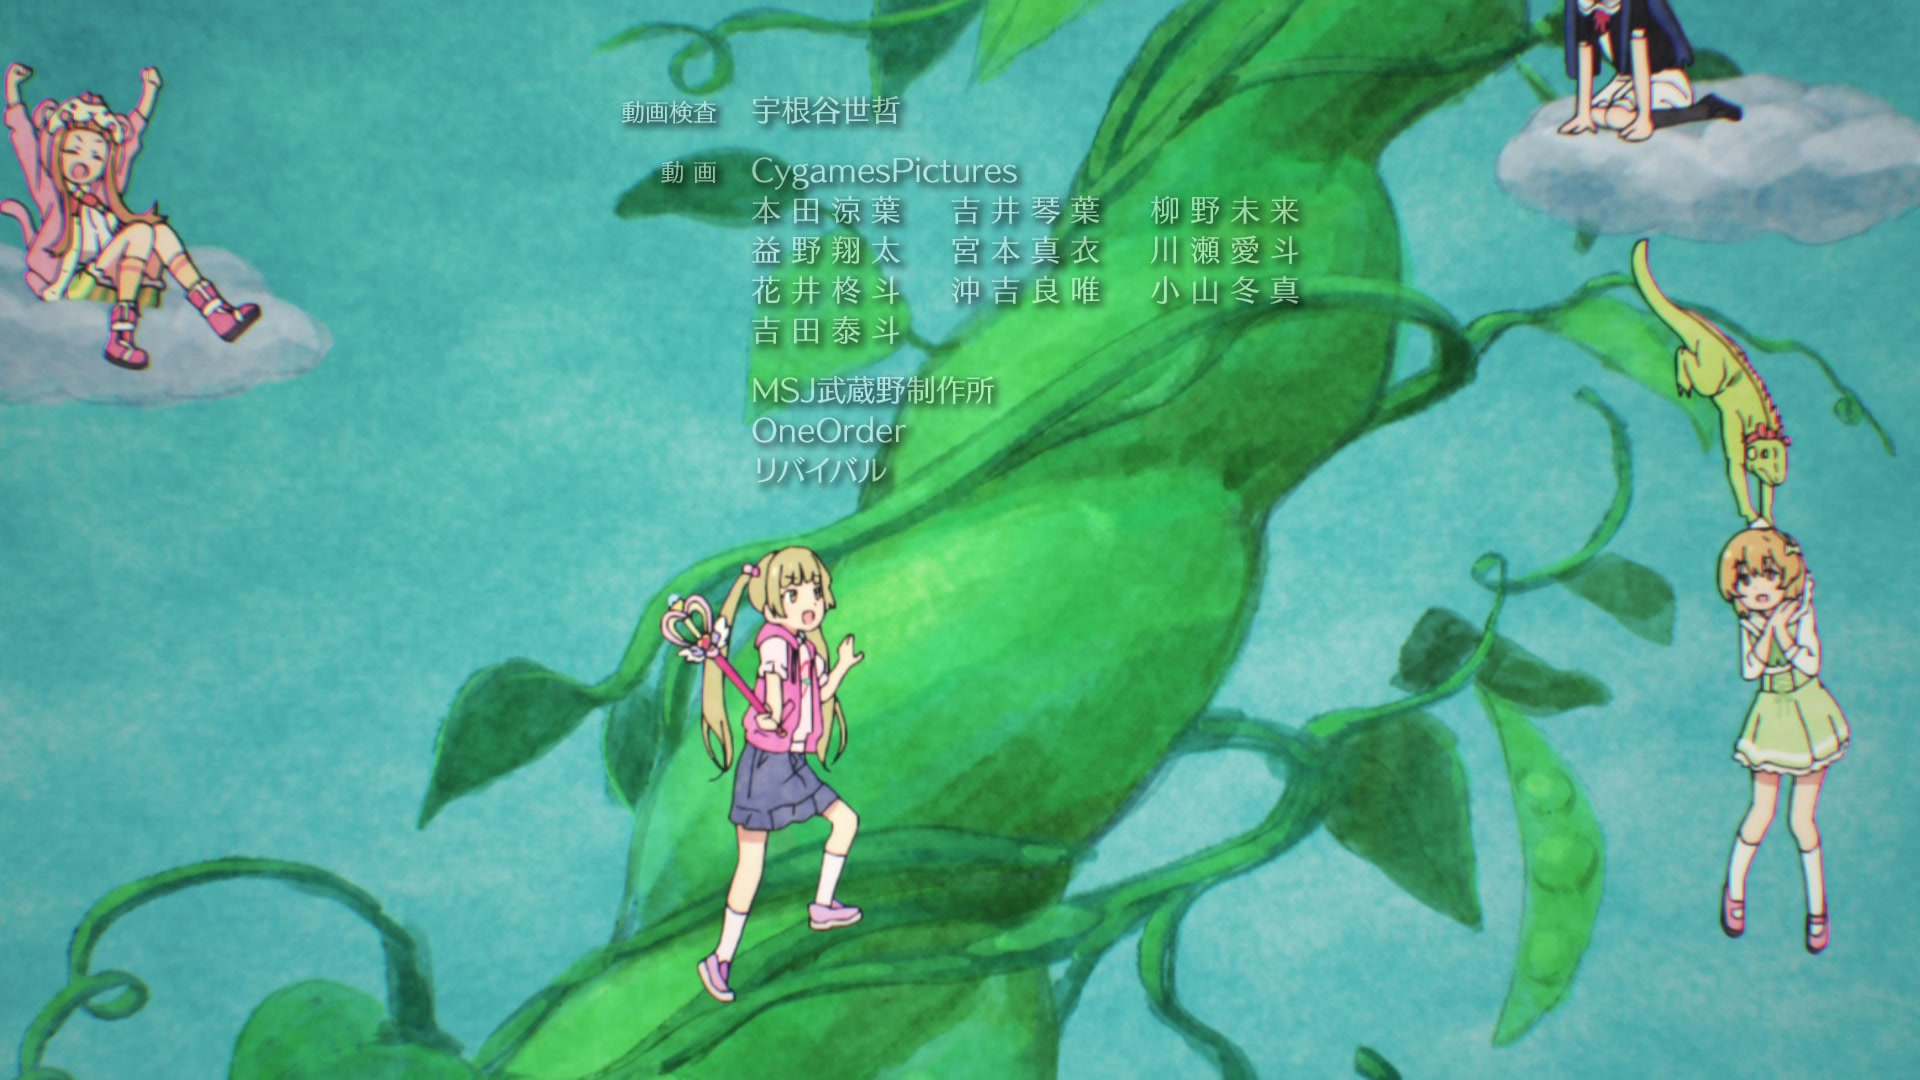 動画検査 宇根谷世哲
動画 CygamesPictures
本田涼葉 吉井琴葉 柳野未来
益野翔太 宮本真衣 川瀬愛斗
花井柊斗 沖吉良唯 小山冬真
吉田泰斗
MSJ武蔵野制作所
OneOrder
リバイバル